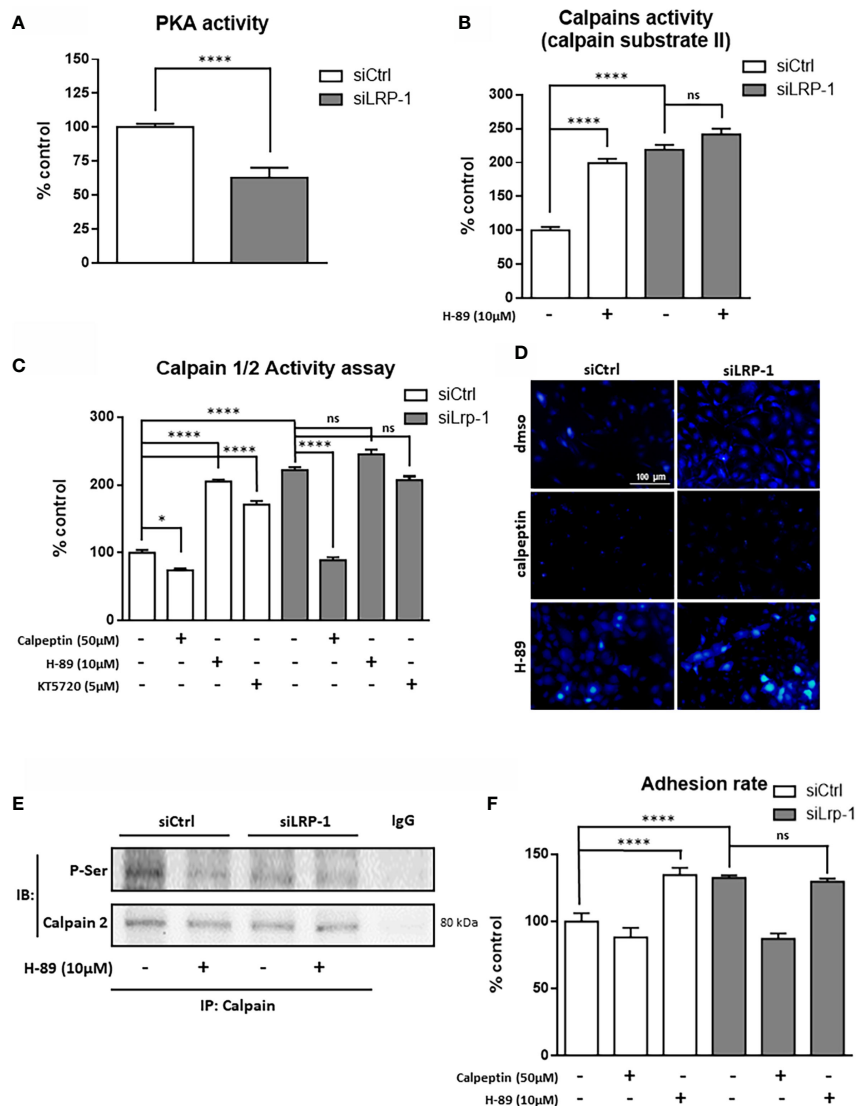 A
PKA activity
siCtrl
siLRP-1
****
% control
150
125
100
75
50
25
0
B
Calpains activity
(calpain substrate II)
siCtrl
siLRP-1
****
ns
****
% control
300
250
200
150
100
50
0
H-89 (10µM) - + - +
C
Calpain 1/2 Activity assay
siCtrl
siLrp-1
****
ns
****
ns
****
****
*
% control
300
200
100
0
Calpeptin (50µM) - + - - - + - -
H-89 (10µM) - - + - - - + -
KT5720 (5µM) - - - + - - - +
D
siCtrl siLRP-1
dmso
100 µm
calpeptin
H-89
E
siCtrl siLRP-1 IgG
IB:
P-Ser
Calpain 2
80 kDa
H-89 (10µM) - + - +
IP: Calpain
F
Adhesion rate
siCtrl
siLrp-1
****
****
ns
% control
150
100
50
0
Calpeptin (50µM) - + - - + -
H-89 (10µM) - - + - - +